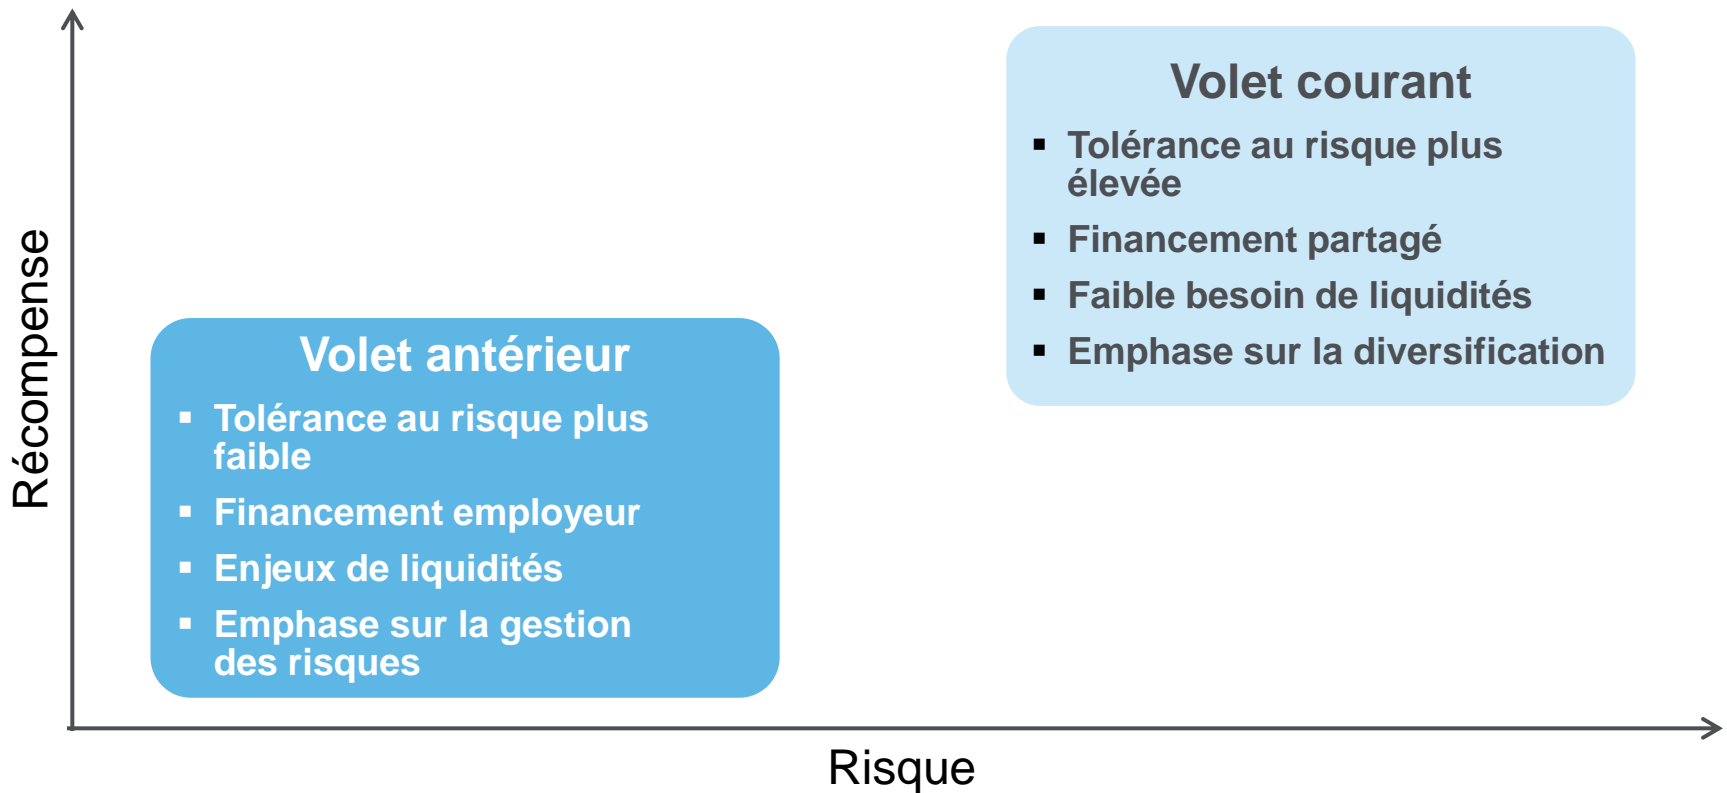 Récompense
Volet antérieur
▪ Tolérance au risque plus
faible
▪ Financement employeur
▪ Enjeux de liquidités
▪ Emphase sur la gestion
des risques
Volet courant
▪ Tolérance au risque plus
élevée
▪ Financement partagé
▪ Faible besoin de liquidités
▪ Emphase sur la diversification
Risque